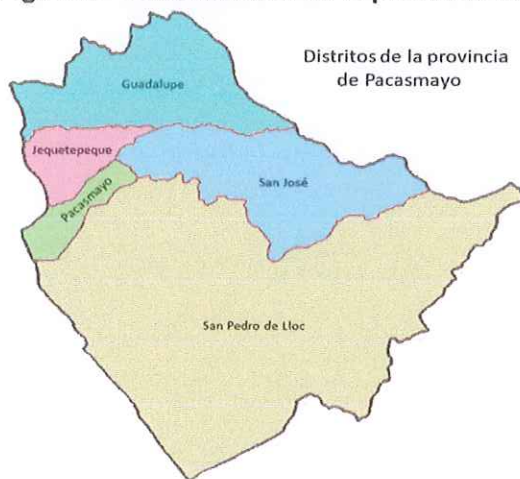 Distritos de la provincia
de Pacasmayo
Guadalupe
Jequetepeque
San José
Pacasmayo
San Pedro de Lloc